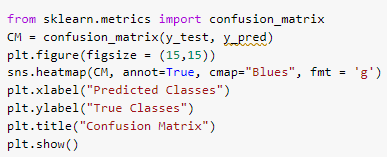 from sklearn.metrics import confusion_matrix
CM = confusion_matrix(y_test, y_pred)
plt.figure(figsize = (15,15))
sns.heatmap(CM, annot=True, cmap="Blues", fmt = 'g')
plt.xlabel("Predicted Classes")
plt.ylabel("True Classes")
plt.title("Confusion Matrix")
plt.show()